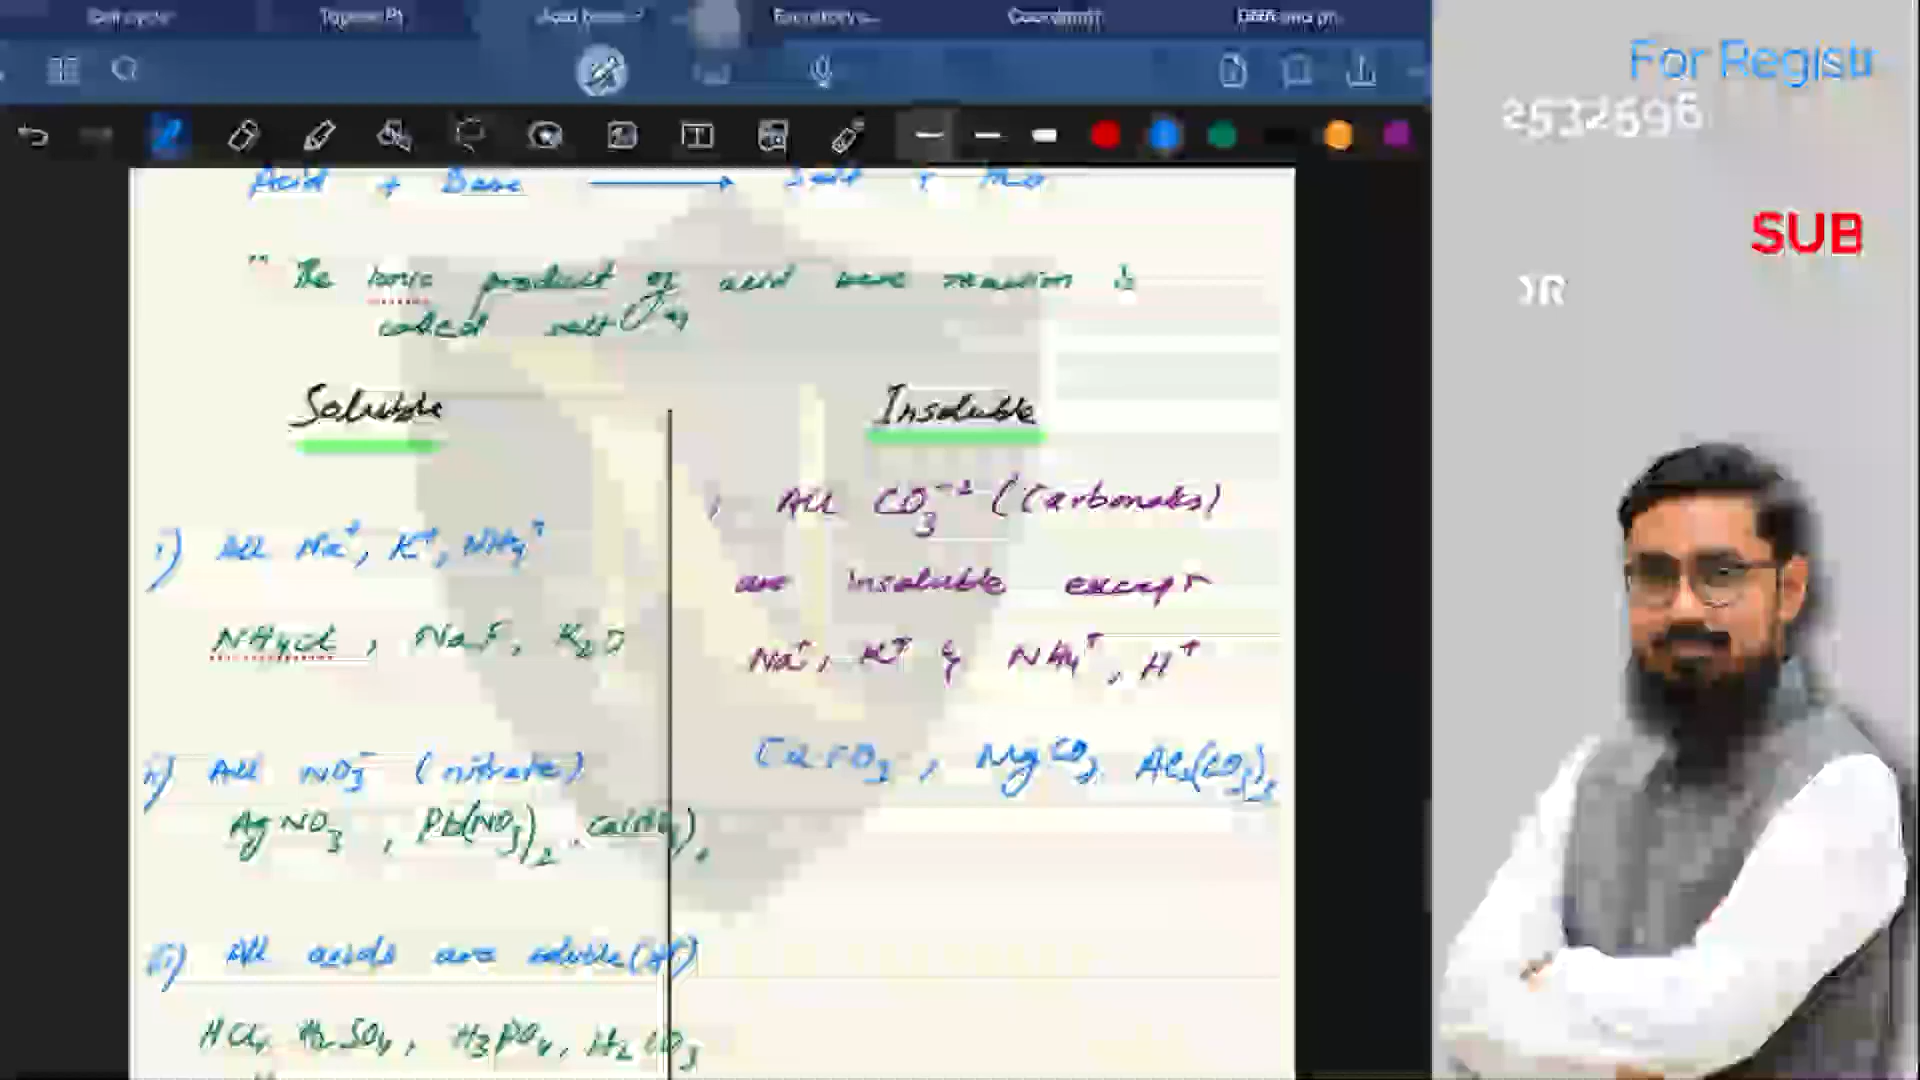 For Regist
2532696
SUB
OR
Acid + Base → Salt + H₂O
" The ionic product of acid base reaction is
called salt "
Soluble
Insoluble
i) All Na⁺, K⁺, NH₄⁺
NH₄Cl, NaF, K₂O
ii) All NO₃⁻ (nitrate)
AgNO₃, Pb(NO₃)₂, Ca(NO₃)₂
iii) All acids are soluble (H⁺)
HCl, H₂SO₄, H₃PO₄, H₂CO₃
All CO₃⁻² (Carbonates)
are insoluble except
Na⁺, K⁺ & NH₄⁺, H⁺
CaCO₃, MgCO₃ Al₂(CO₃)₃